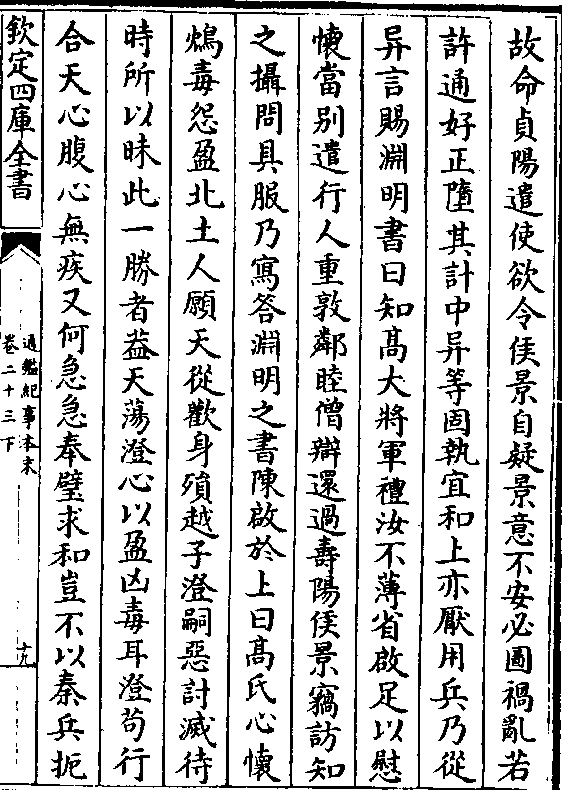 故命貞陽遣使欲令侯景自疑景意不安必圖禍亂若
許通好正墮其計中异等固執宜和上亦厭用兵乃從
异言賜淵明書曰知高大將軍禮汝不薄省啟足以慰
懷當别遣行人重敦鄰睦僧辯還過壽陽侯景竊訪知
之攝問具服乃寫答淵明之書陳啟於上曰髙氏心懷
鴆毒怨盈北土人願天從歡身殞越子澄嗣惡討滅待
時所以昧此一勝者葢天蕩澄心以盈凶毒耳澄苟行
合天心腹心無疾又何急急奉璧求和豈不以秦兵扼
欽定四庫全書
通鑑紀事本末
卷二十三下
十九